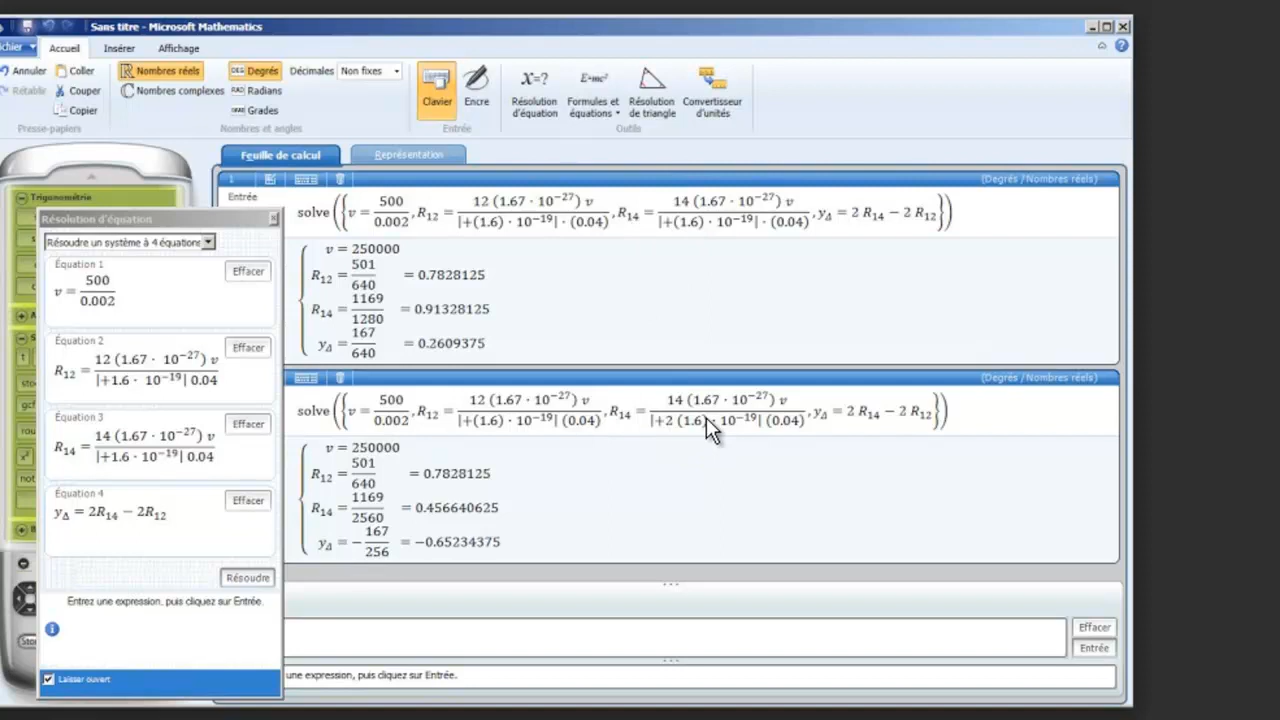 Sans titre - Microsoft Mathematics
Accueil Insérer Affichage
Annuler
Rétablir
Coller
Couper
Copier
Presse-papiers
Nombres réels
Nombres complexes
Degrés
Radians
Grades
Décimales Non fixes
Nombres et angles
Clavier
Encre
Entrée
X=?
Résolution d'équation
E=mc²
Formules et équations
Résolution de triangle
Convertisseur d'unités
Outils
Feuille de calcul
Représentation
1 (Degrés / Nombres réels)
Entrée
solve({v = 500/0.002, R₁₂ = 12 (1.67 · 10⁻²⁷) v / |+(1.6) · 10⁻¹⁹| · (0.04), R₁₄ = 14 (1.67 · 10⁻²⁷) v / |+(1.6) · 10⁻¹⁹| · (0.04), y_Δ = 2 R₁₄ − 2 R₁₂})
v = 250000
R₁₂ = 501/640 = 0.7828125
R₁₄ = 1169/1280 = 0.91328125
y_Δ = 167/640 = 0.2609375
(Degrés / Nombres réels)
solve({v = 500/0.002, R₁₂ = 12 (1.67 · 10⁻²⁷) v / |+(1.6) · 10⁻¹⁹| (0.04), R₁₄ = 14 (1.67 · 10⁻²⁷) v / |+2 (1.6) · 10⁻¹⁹| (0.04), y_Δ = 2 R₁₄ − 2 R₁₂})
v = 250000
R₁₂ = 501/640 = 0.7828125
R₁₄ = 1169/2560 = 0.456640625
y_Δ = − 167/256 = −0.65234375
Trigonométrie
Résolution d'équation
Résoudre un système à 4 équations
Équation 1
Effacer
v = 500/0.002
Équation 2
Effacer
R₁₂ = 12 (1.67 · 10⁻²⁷) v / |+1.6 · 10⁻¹⁹| 0.04
Équation 3
Effacer
R₁₄ = 14 (1.67 · 10⁻²⁷) v / |+1.6 · 10⁻¹⁹| 0.04
Équation 4
Effacer
y_Δ = 2R₁₄ − 2R₁₂
Résoudre
Entrez une expression, puis cliquez sur Entrée.
Laisser ouvert
Effacer
Entrée
une expression, puis cliquez sur Entrée.